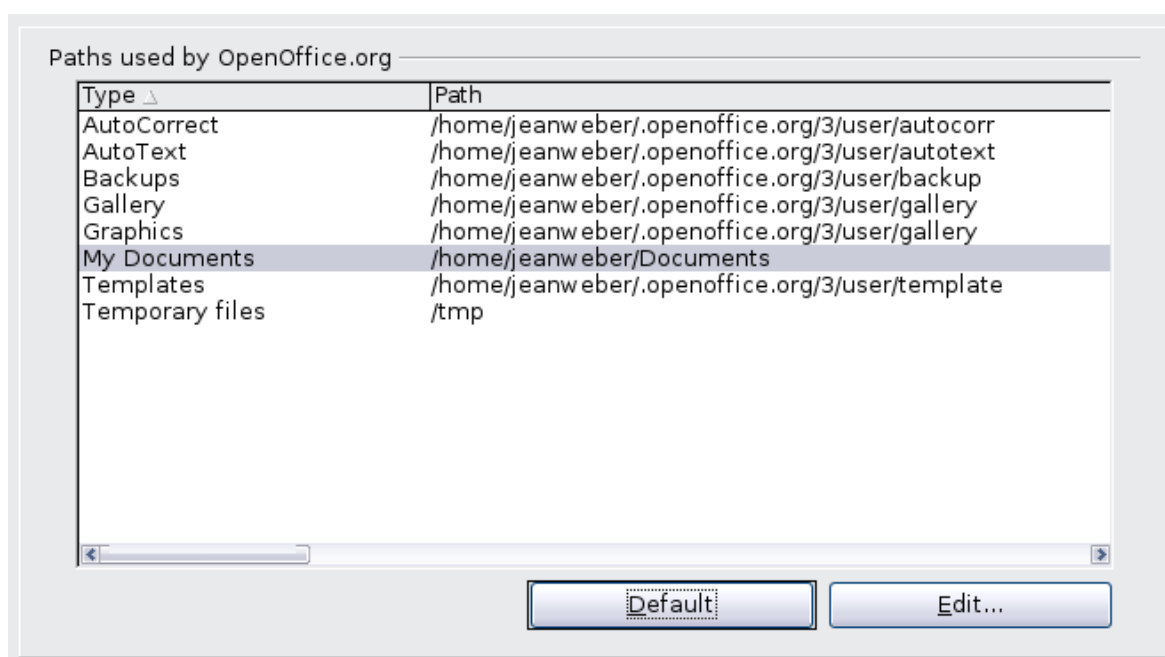 Paths used by OpenOffice.org
Type Path
AutoCorrect /home/jeanweber/.openoffice.org/3/user/autocorr
AutoText /home/jeanweber/.openoffice.org/3/user/autotext
Backups /home/jeanweber/.openoffice.org/3/user/backup
Gallery /home/jeanweber/.openoffice.org/3/user/gallery
Graphics /home/jeanweber/.openoffice.org/3/user/gallery
My Documents /home/jeanweber/Documents
Templates /home/jeanweber/.openoffice.org/3/user/template
Temporary files /tmp
Default Edit...